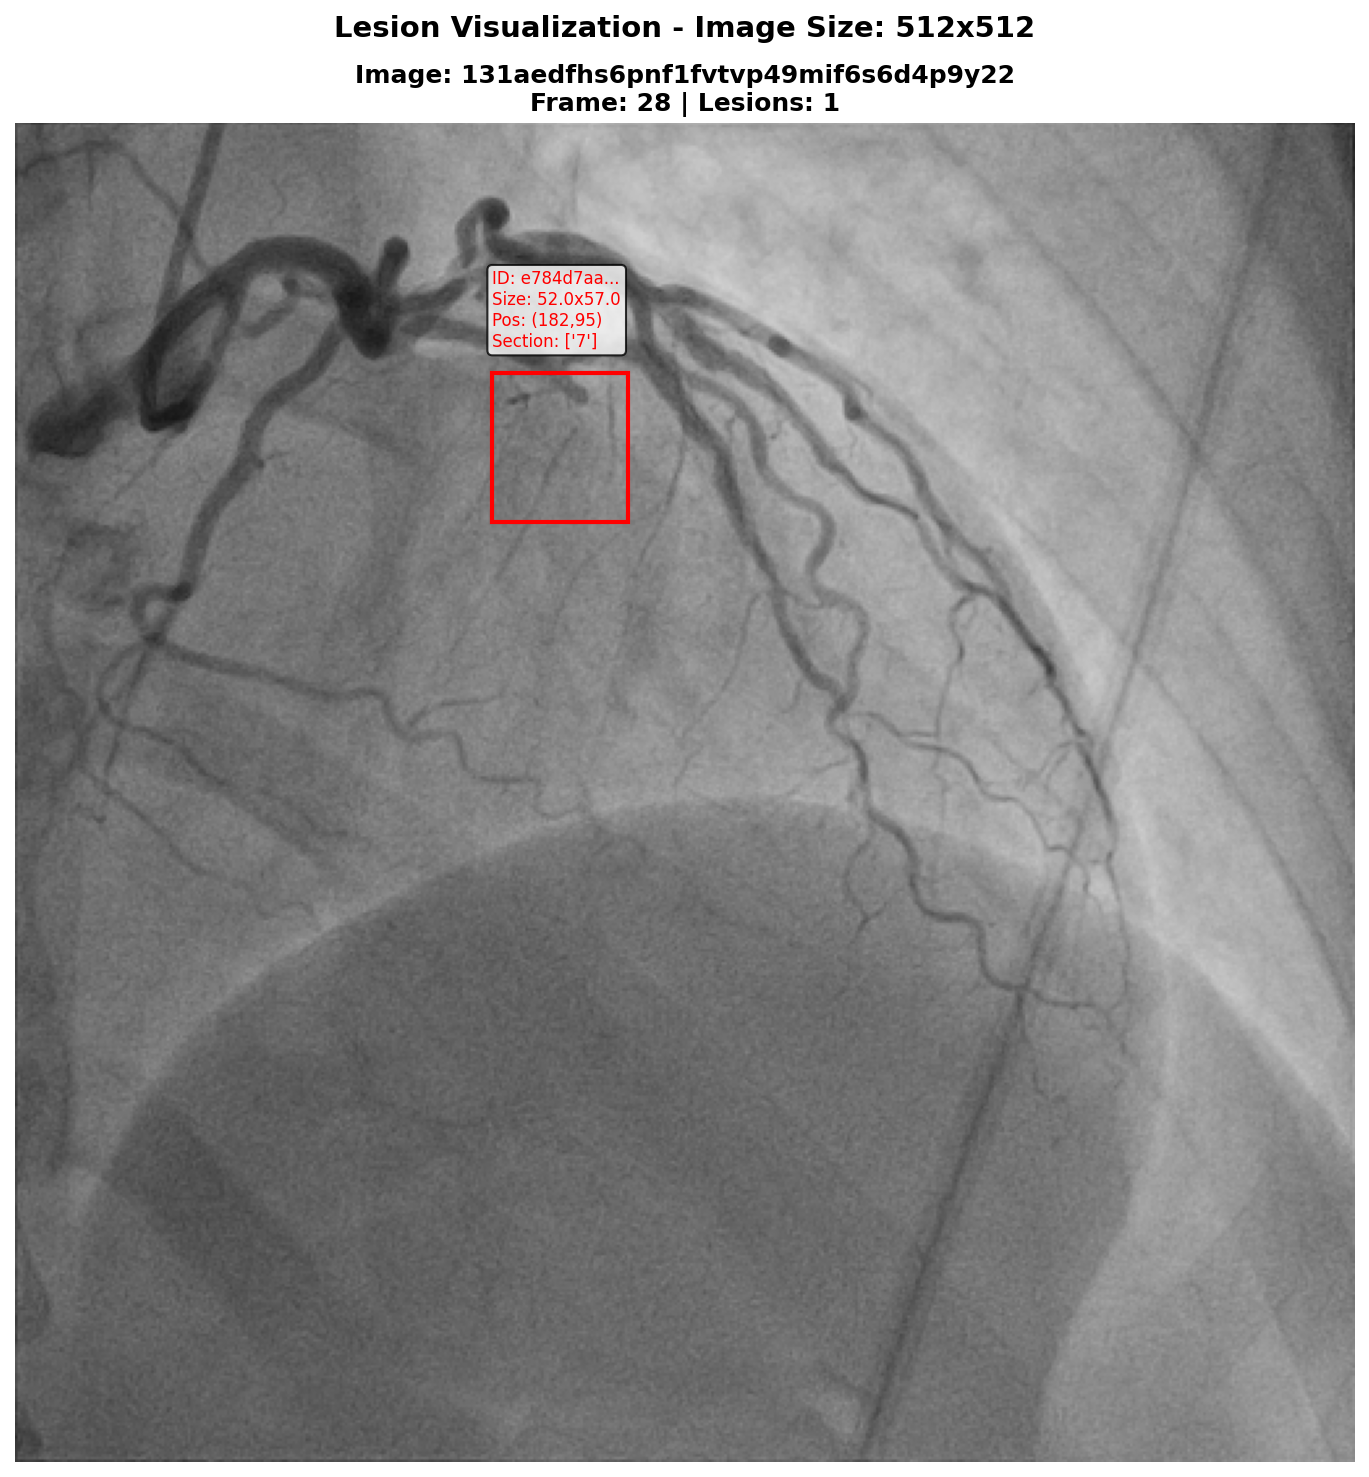 Lesion Visualization - Image Size: 512x512
Image: 131aedfhs6pnf1fvtvp49mif6s6d4p9y22
Frame: 28 | Lesions: 1
ID: e784d7aa...
Size: 52.0x57.0
Pos: (182,95)
Section: ['7']